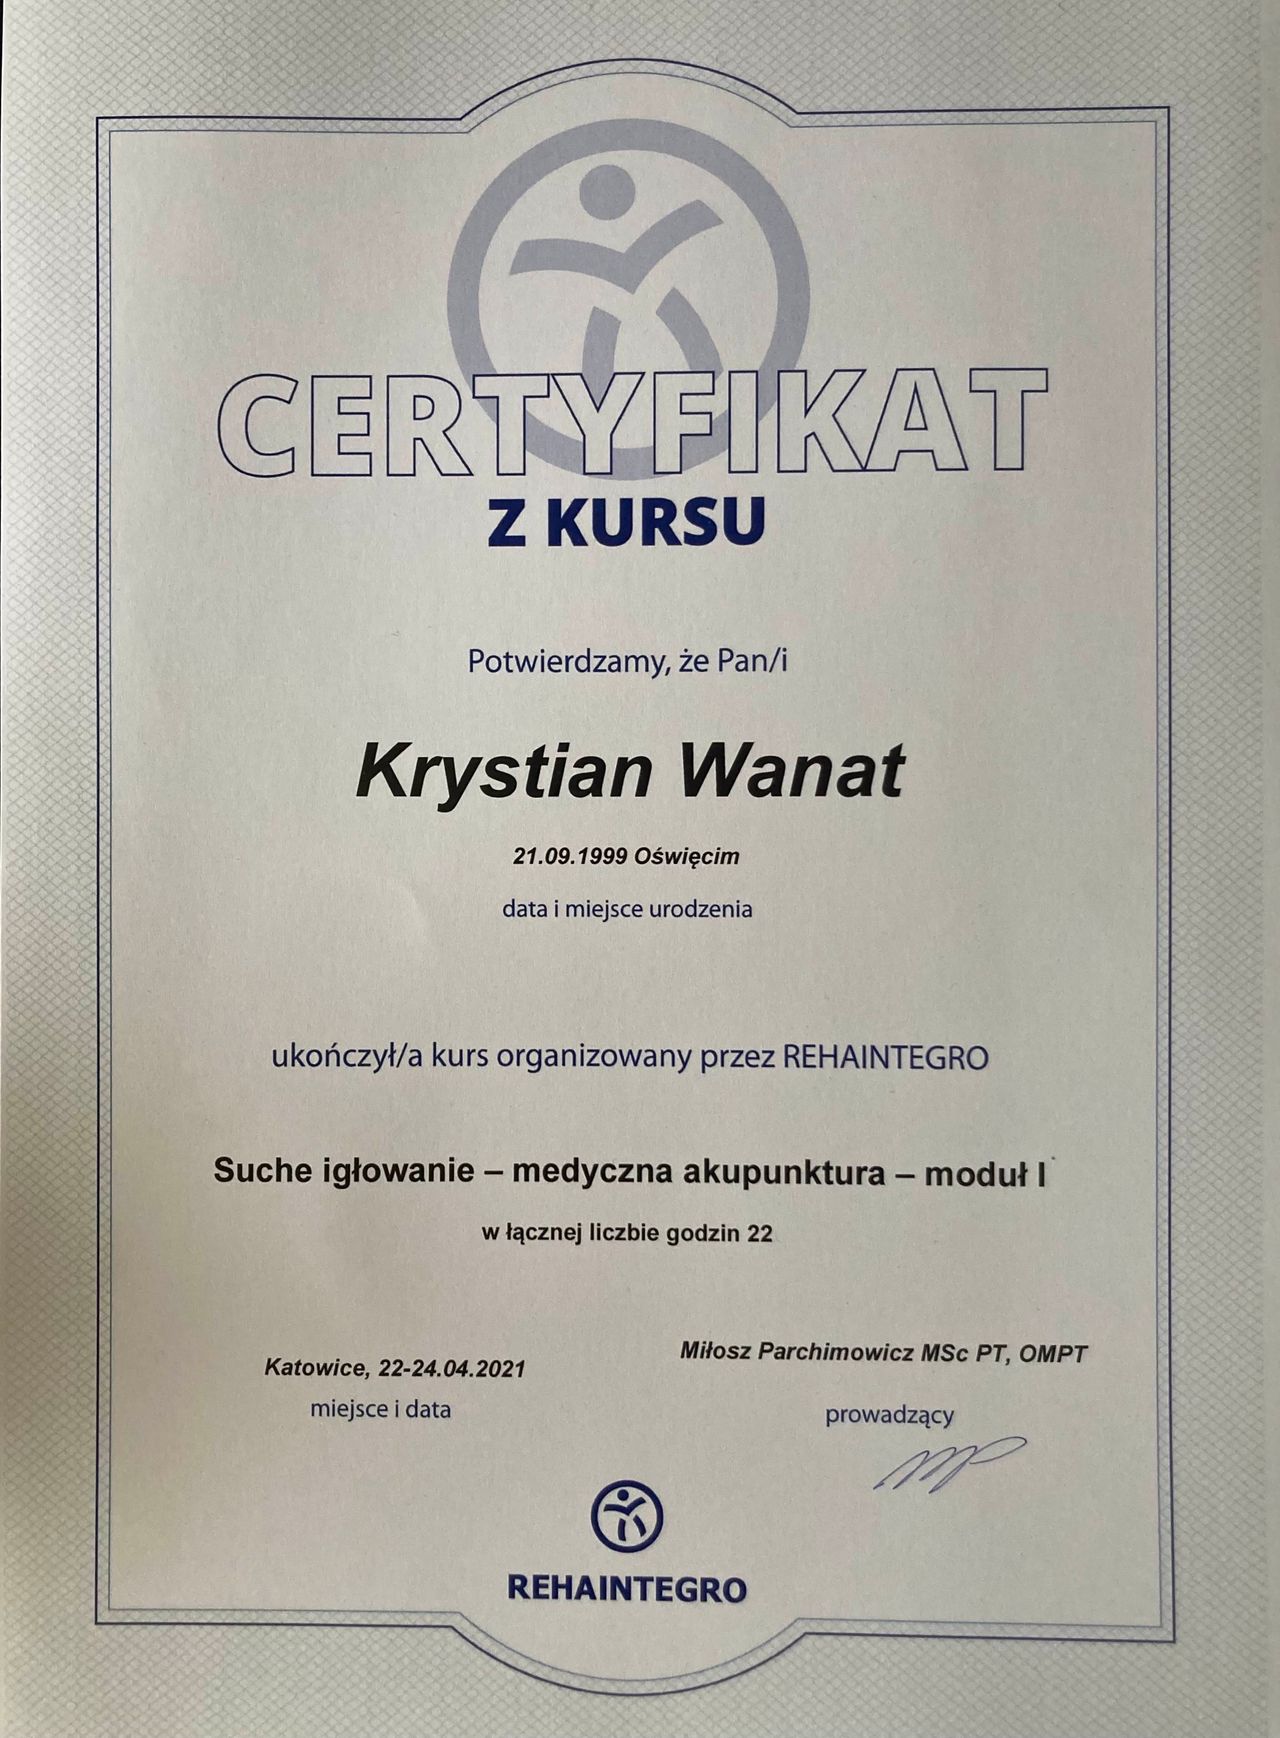 CERTYFIKAT
Z KURSU
Potwierdzamy, że Pan/i
Krystian Wanat
21.09.1999 Oświęcim
data i miejsce urodzenia
ukończył/a kurs organizowany przez REHAINTEGRO
Suche igłowanie – medyczna akupunktura – moduł I
w łącznej liczbie godzin 22
Katowice, 22-24.04.2021
miejsce i data
Miłosz Parchimowicz MSc PT, OMPT
prowadzący
REHAINTEGRO